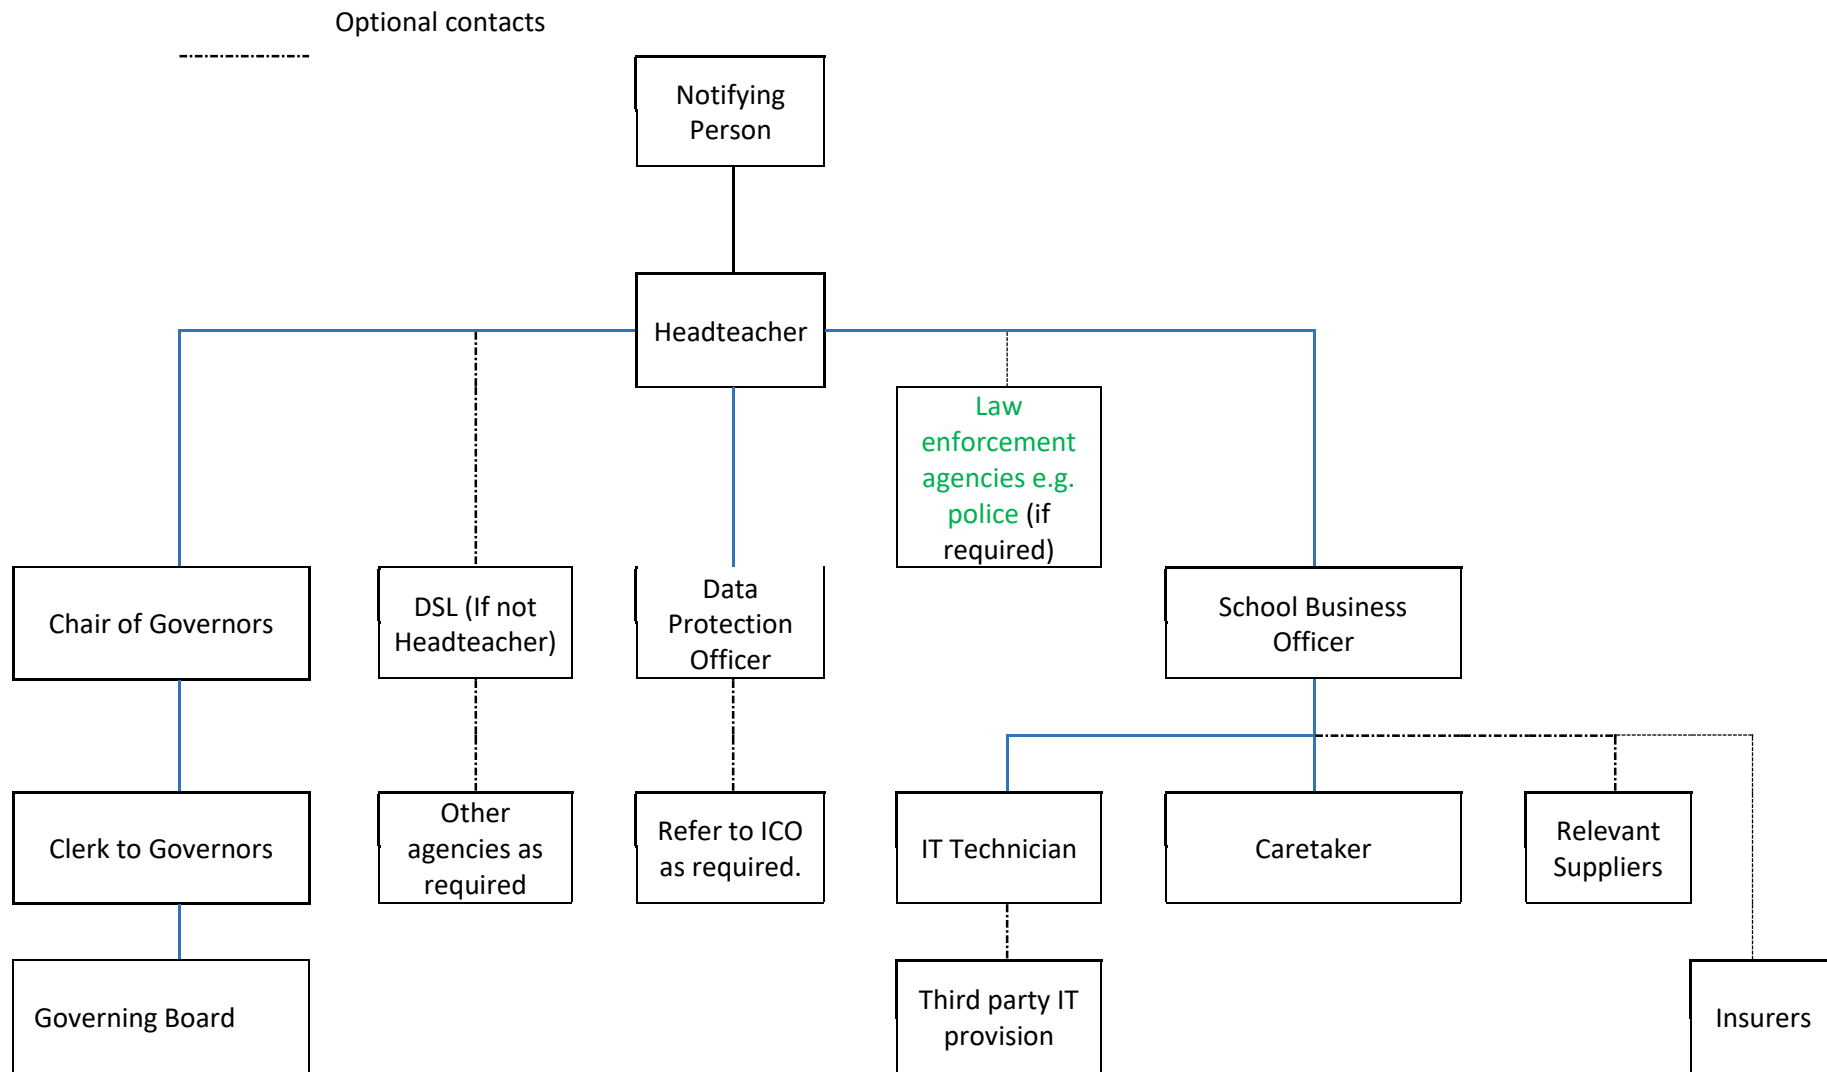 Optional contacts
Notifying
Person
Headteacher
Law
enforcement
agencies e.g.
police (if
required)
Chair of Governors
DSL (If not
Headteacher)
Data
Protection
Officer
School Business
Officer
Clerk to Governors
Other
agencies as
required
Refer to ICO
as required.
IT Technician
Caretaker
Relevant
Suppliers
Governing Board
Third party IT
provision
Insurers